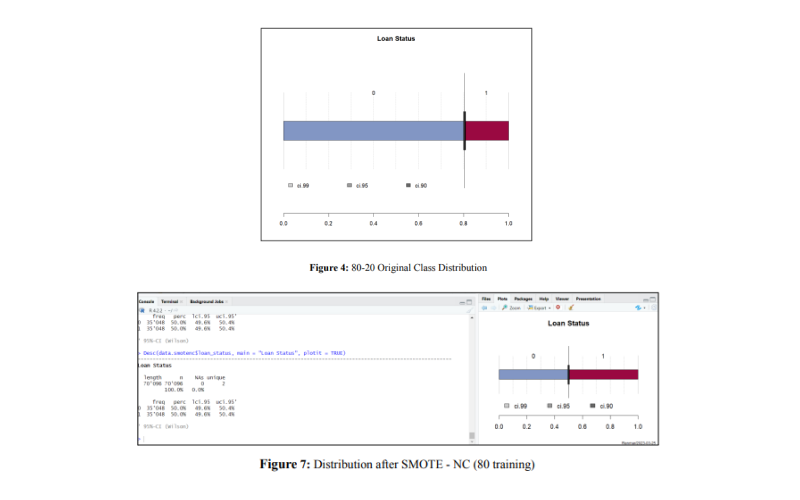 Loan Status
0 1
ci.99 ci.95 ci.90
0.0 0.2 0.4 0.6 0.8 1.0
Figure 4: 80-20 Original Class Distribution
Console Terminal Background Jobs
R 4.2.2
freq perc lci.95 uci.95'
0 35'048 50.0% 49.6% 50.4%
1 35'048 50.0% 49.6% 50.4%
' 95%-CI (Wilson)
> Desc(data.smotenc$loan_status, main = "Loan Status", plotit = TRUE)
Loan Status
length n NAs unique
70'096 70'096 0 2
100.0% 0.0%
freq perc lci.95 uci.95'
0 35'048 50.0% 49.6% 50.4%
1 35'048 50.0% 49.6% 50.4%
' 95%-CI (Wilson)
>
Files Plots Packages Help Viewer Presentation
Zoom Export
Loan Status
0 1
ci.99 ci.95 ci.90
0.0 0.2 0.4 0.6 0.8 1.0
Figure 7: Distribution after SMOTE - NC (80 training)